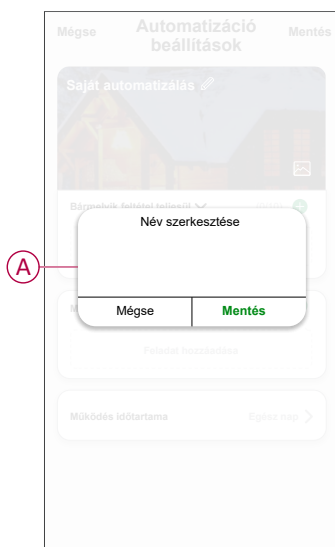 Mégse
Automatizáció
beállítások
Mentés
Saját automatizálás
Bármelyik feltétel teljesül
Név szerkesztése
A
Mégse
Mentés
Feladat hozzáadása
Működés időtartama
Egész nap